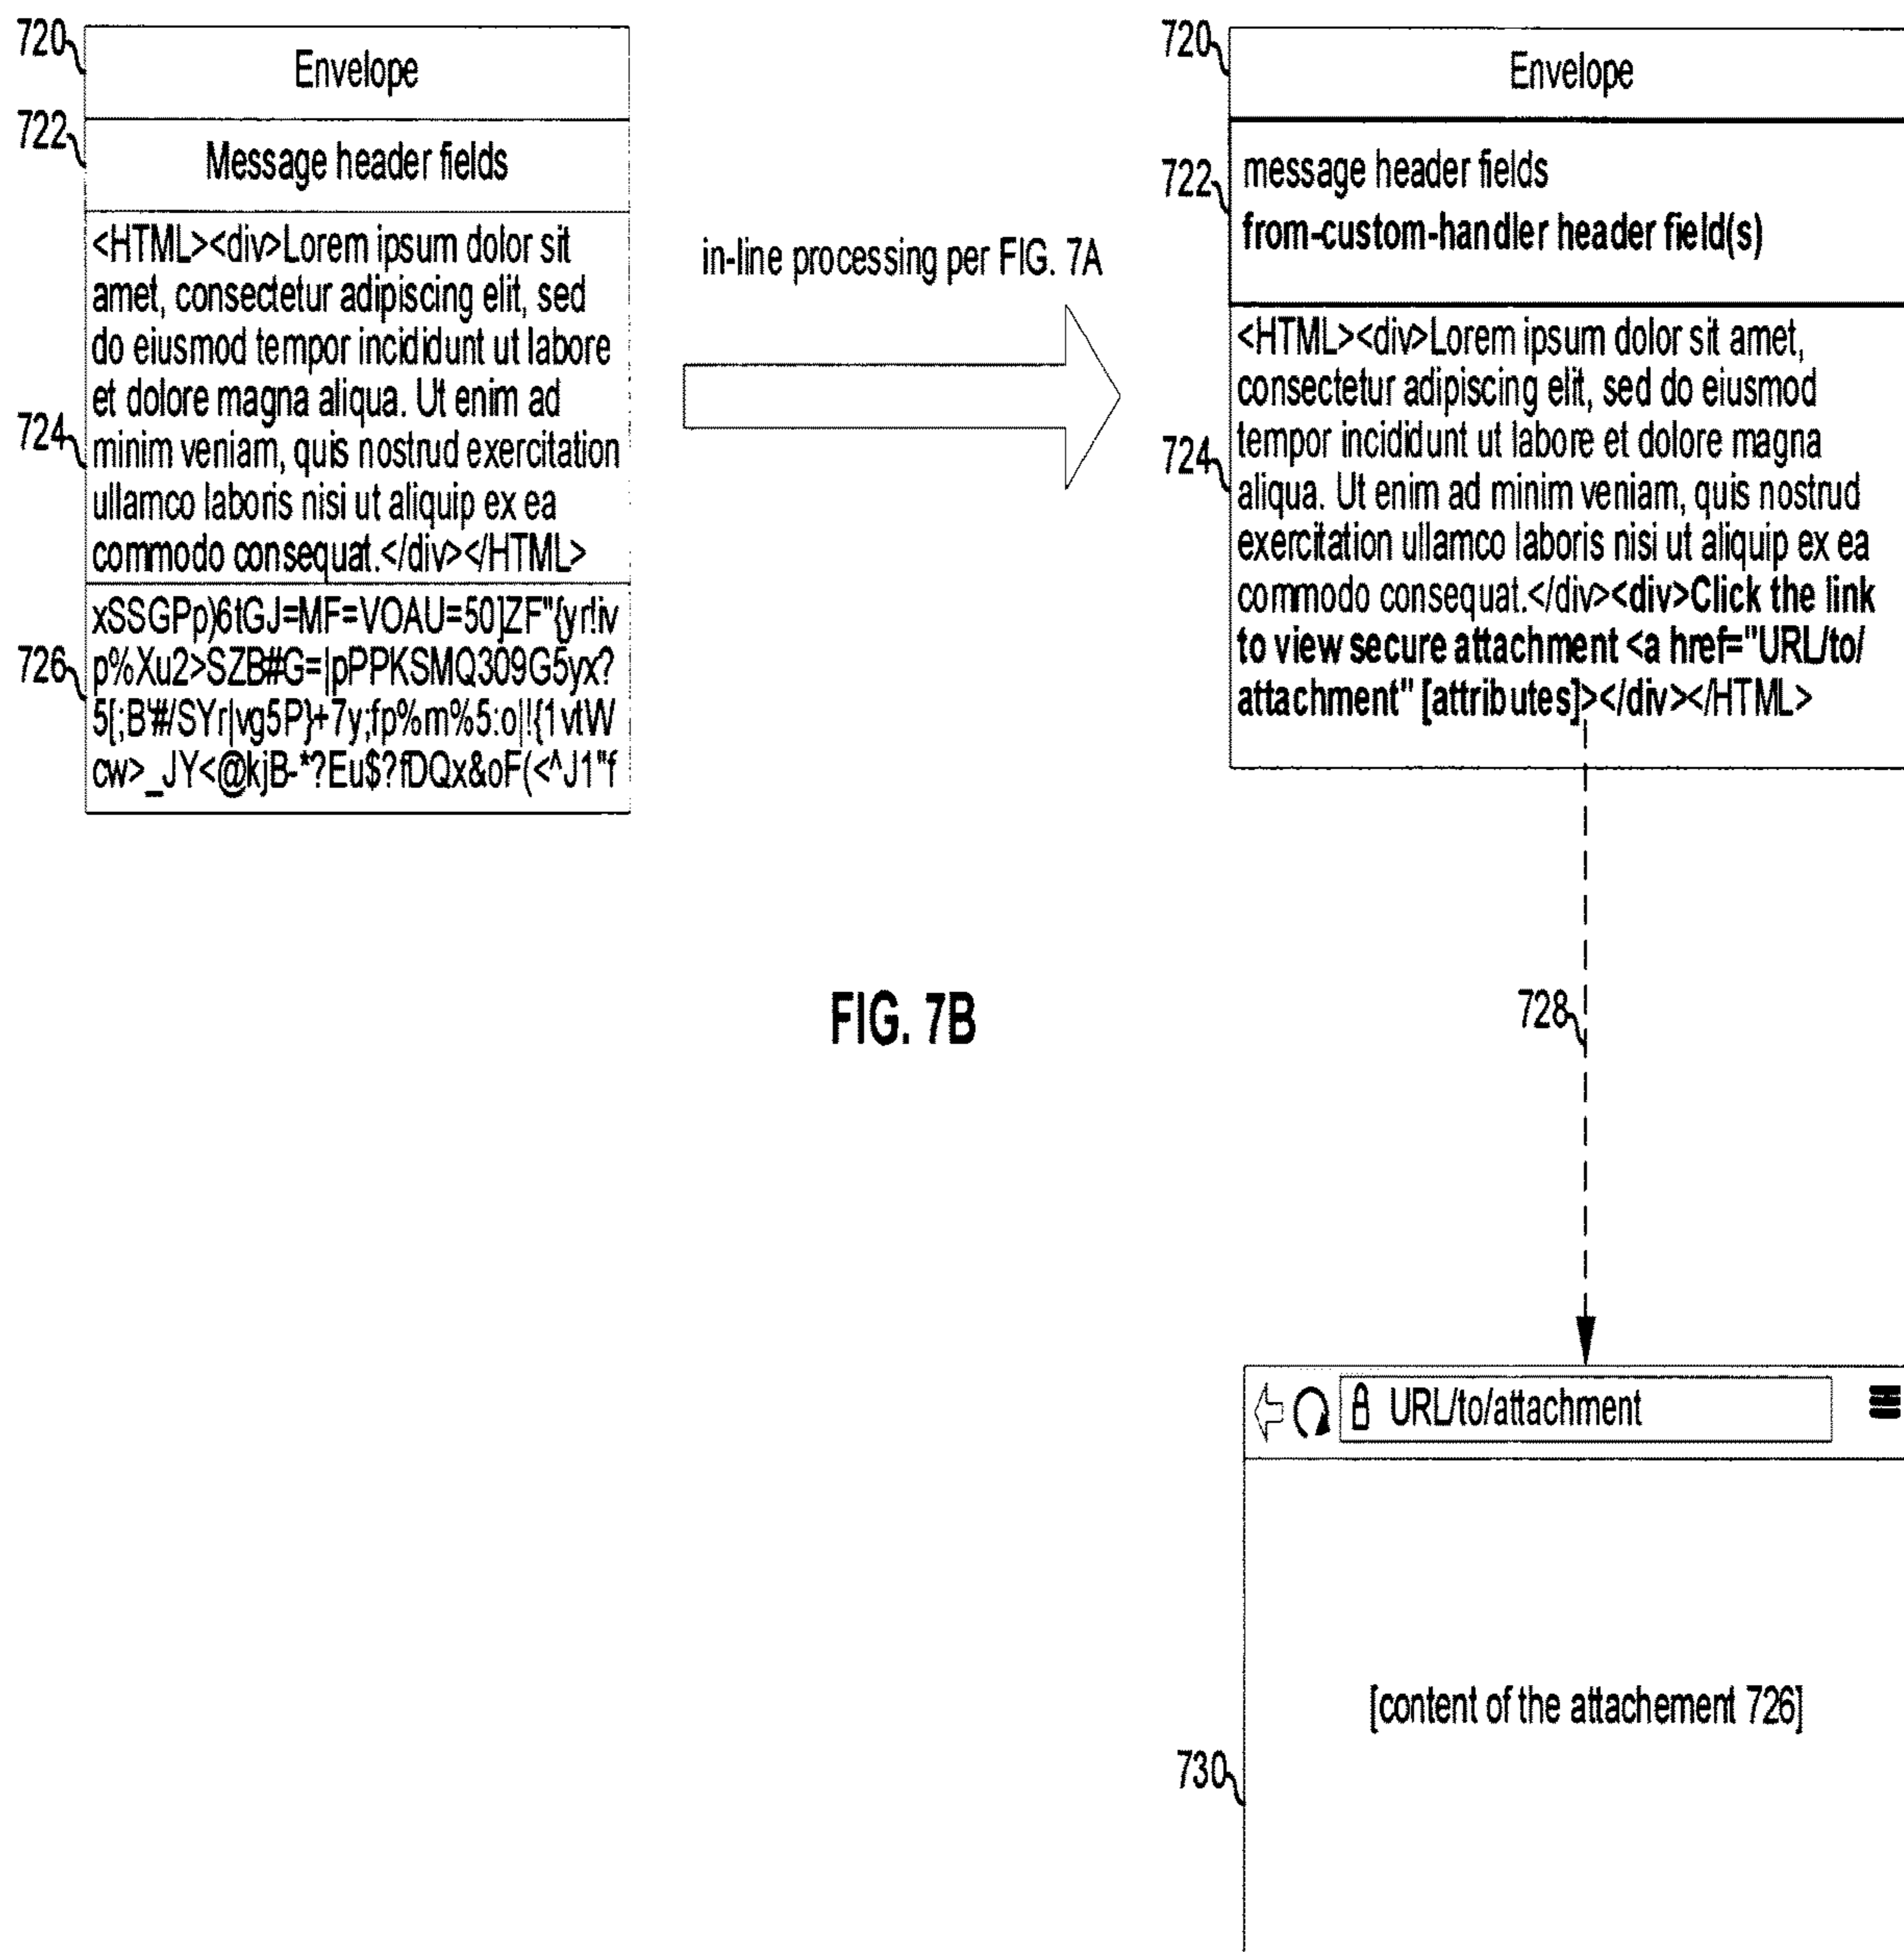 720
Envelope
722
Message header fields
<HTML><div>Lorem ipsum dolor sit
amet, consectetur adipiscing elit, sed
do eiusmod tempor incididunt ut labore
et dolore magna aliqua. Ut enim ad
724
minim veniam, quis nostrud exercitation
ullamco laboris nisi ut aliquip ex ea
commodo consequat.</div></HTML>
xSSGPp)6tGJ=MF=VOAU=50]ZF"{yr!iv
726
p%Xu2>SZB#G=|pPPKSMQ309G5yx?
5[;B'#/SYr|vg5P}+7y;fp%m%5:o|!{1vtW
cw>_JY<@kjB-*?Eu$?fDQx&oF(<^J1"f
in-line processing per FIG. 7A
720
Envelope
722
message header fields
from-custom-handler header field(s)
<HTML><div>Lorem ipsum dolor sit amet,
consectetur adipiscing elit, sed do eiusmod
724
tempor incididunt ut labore et dolore magna
aliqua. Ut enim ad minim veniam, quis nostrud
exercitation ullamco laboris nisi ut aliquip ex ea
commodo consequat.</div><div>Click the link
to view secure attachment <a href="URL/to/
attachment" [attributes]></div></HTML>
FIG. 7B
728
URL/to/attachment
[content of the attachement 726]
730